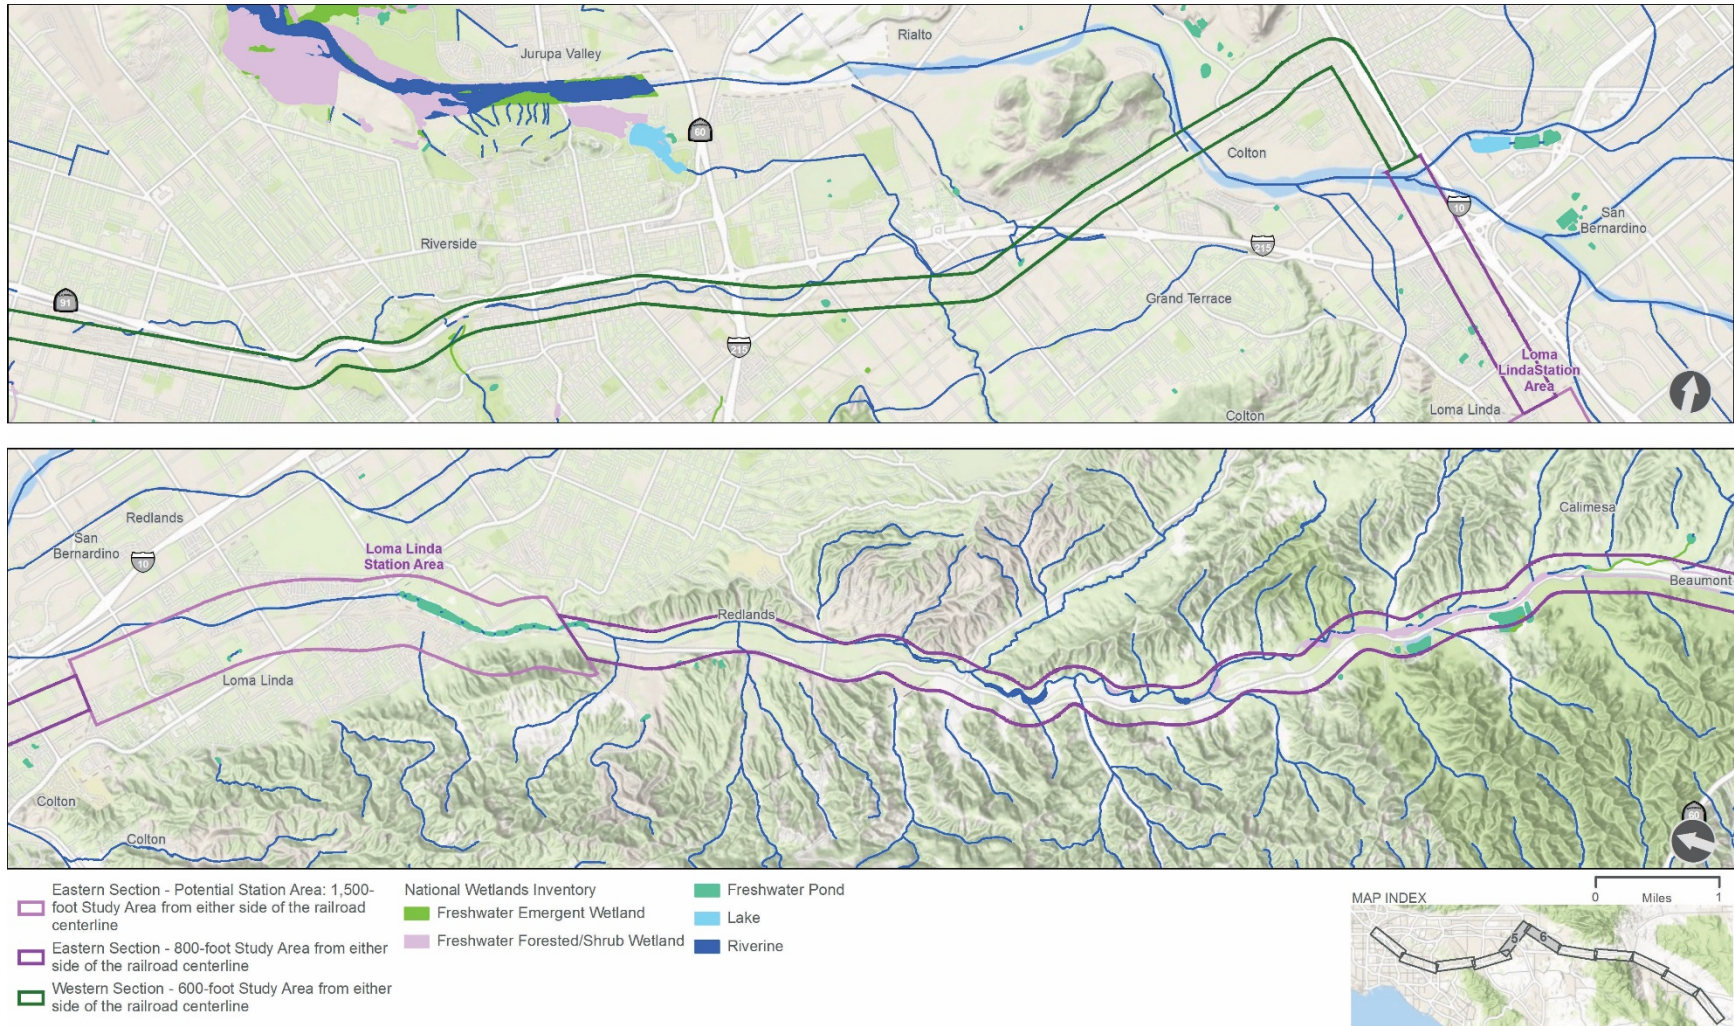 Jurupa Valley
Rialto
60
Colton
Riverside
10
San
Bernardino
215
91
Grand Terrace
215
Loma
LindaStation
Area
Colton
Loma Linda
Calimesa
Redlands
San
Bernardino
10
Loma Linda
Station Area
Beaumont
Redlands
Loma Linda
Colton
60
Colton
Eastern Section - Potential Station Area: 1,500-
foot Study Area from either side of the railroad
centerline
Eastern Section - 800-foot Study Area from either
side of the railroad centerline
Western Section - 600-foot Study Area from either
side of the railroad centerline
National Wetlands Inventory
Freshwater Emergent Wetland
Freshwater Forested/Shrub Wetland
Freshwater Pond
Lake
Riverine
0 Miles 1
MAP INDEX
5
6